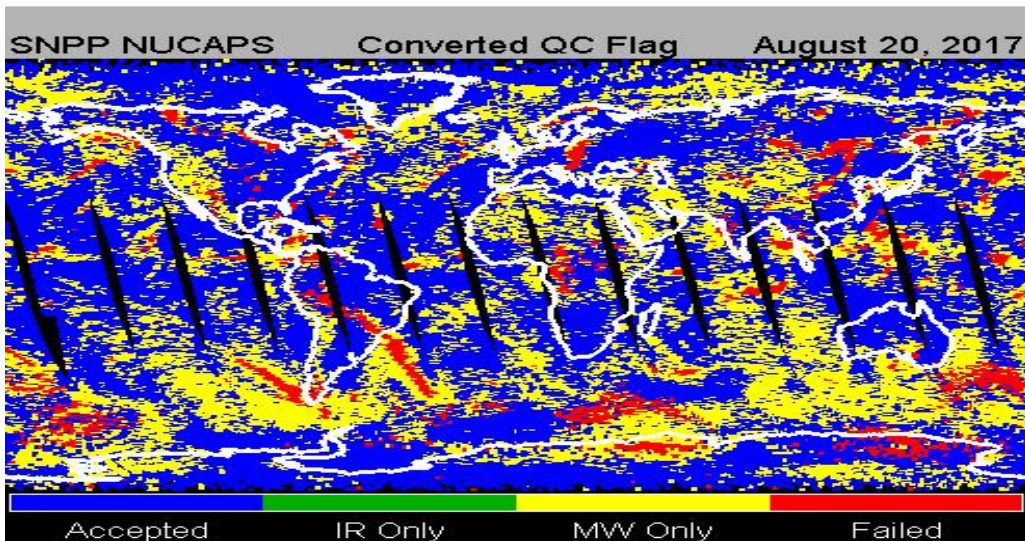 SNPP NUCAPS Converted QC Flag August 20, 2017
Accepted IR Only MW Only Failed